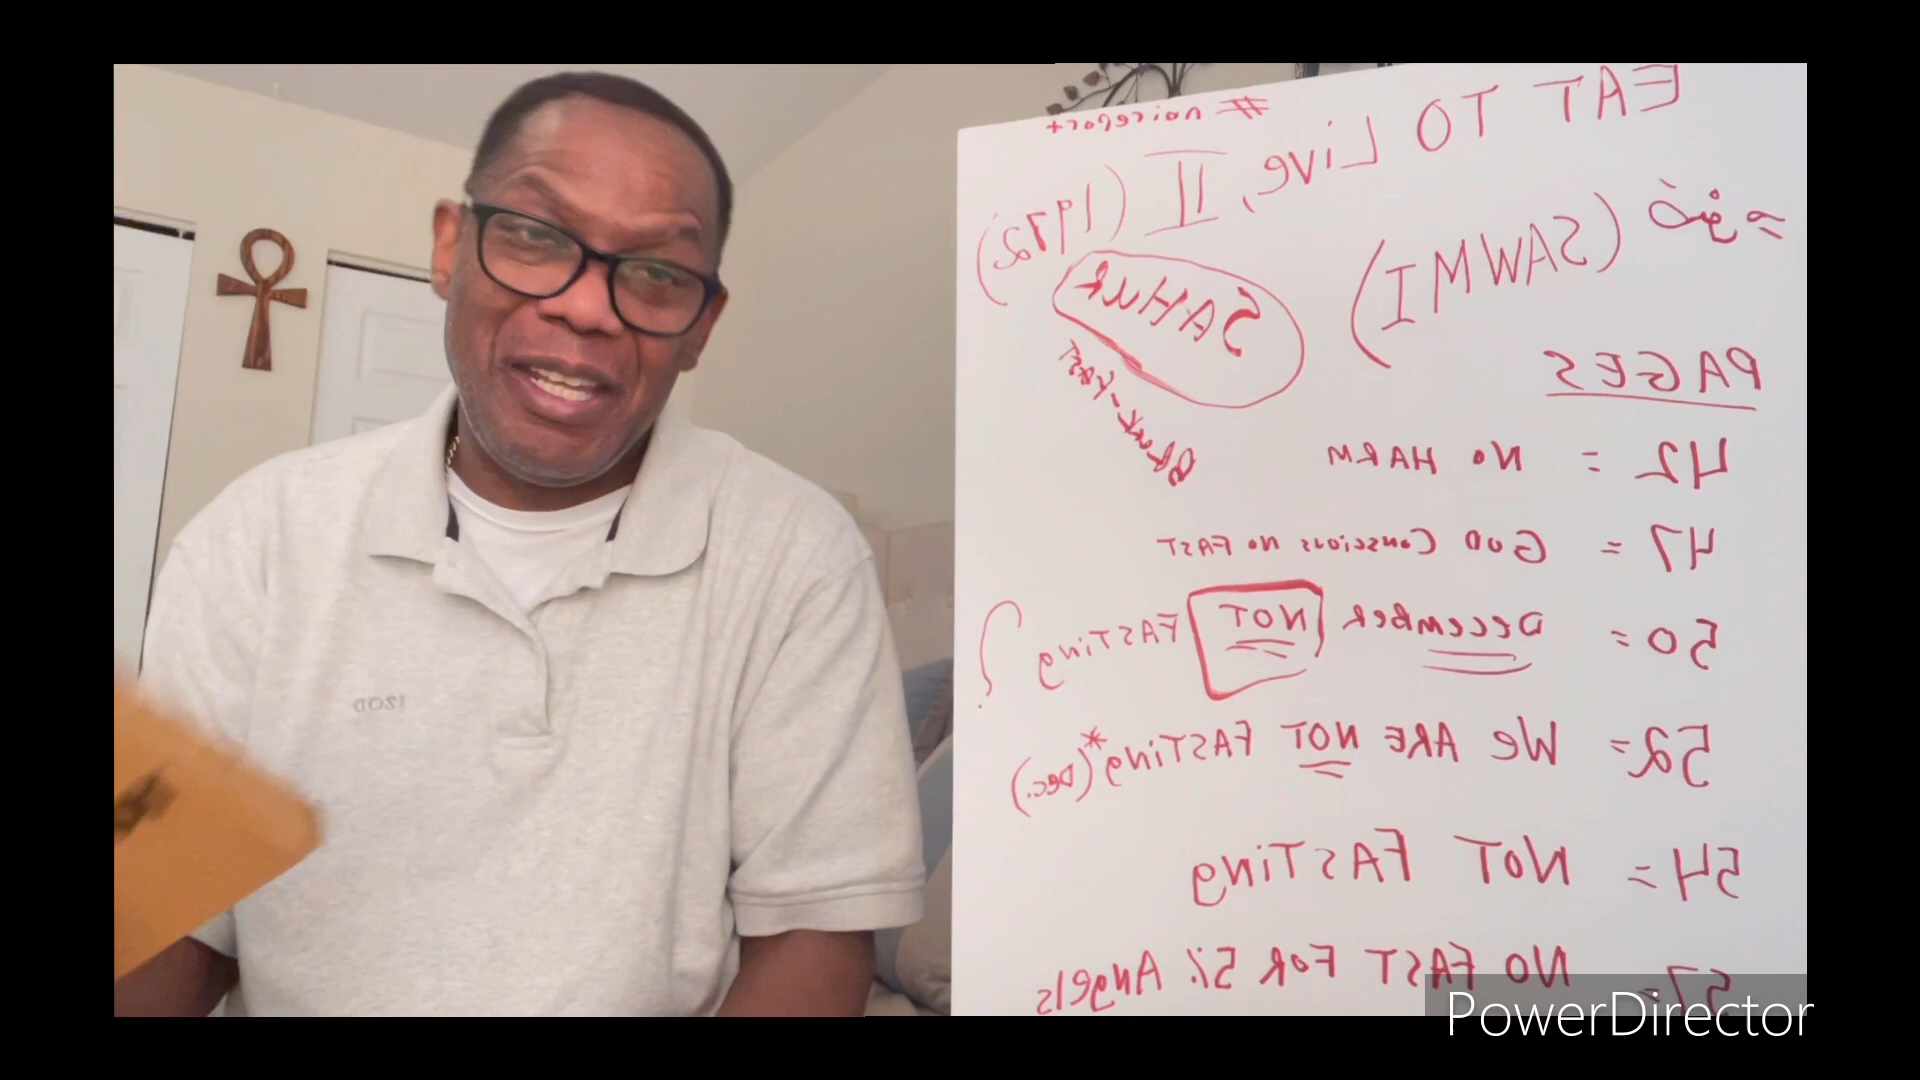 #noireport
EAT TO Live, II (1972)
(SAWMI)
SAHUR
Break-fast
PAGES
42 = No HARM
47 = GOD Conscious No FAST
50 = DECEMBER NOT FASTing ?
52 = We ARE NOT FASTing* (DEC.)
54 = NOT FASTING
57 = NO FAST FOR 5% Angels
IZOD
PowerDirector